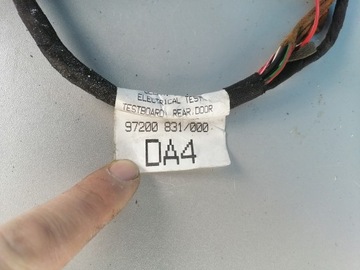 ELECTRICAL TEST
TESTBOARD: REAR DOOR
97200 831/000
DA4